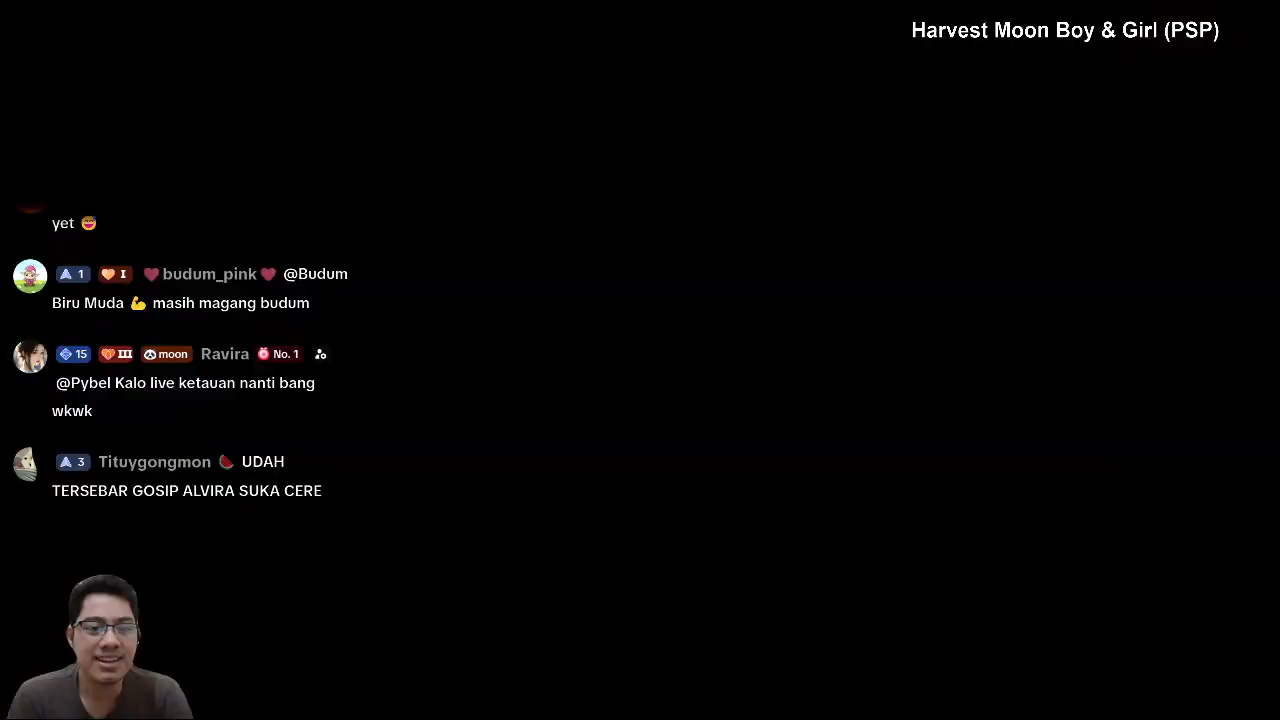 Harvest Moon Boy & Girl (PSP)
yet 😅
1 I ❤budum_pink❤ @Budum
Biru Muda 💪 masih magang budum
15 III moon Ravira No. 1
@Pybel Kalo live ketauan nanti bang
wkwk
3 Tituygongmon 🍉 UDAH
TERSEBAR GOSIP ALVIRA SUKA CERE